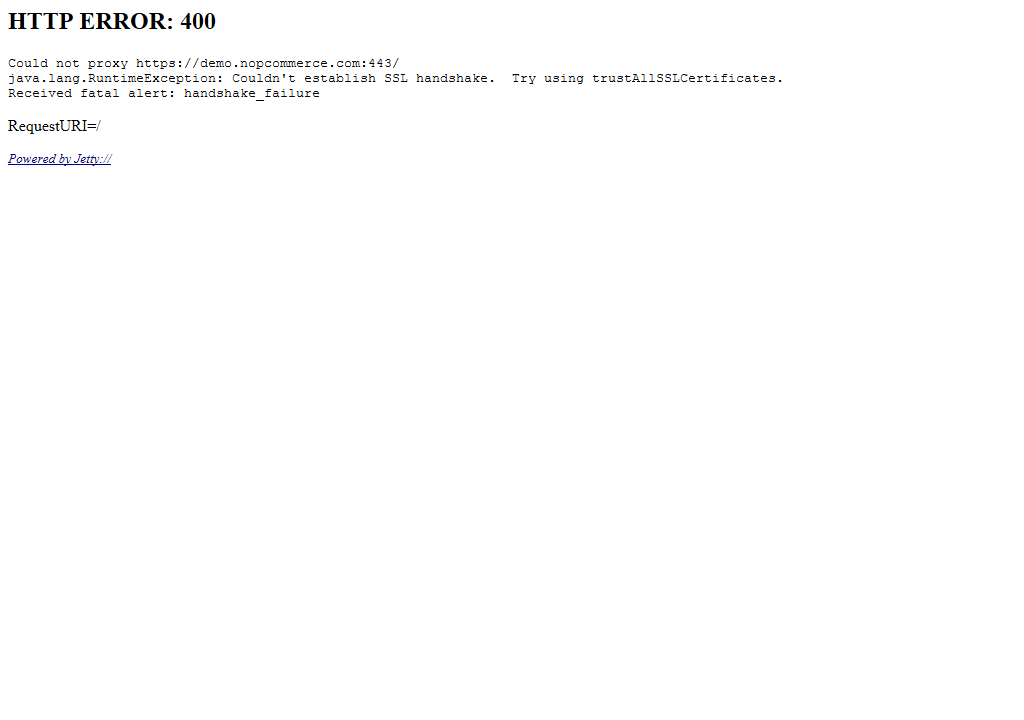 HTTP ERROR: 400
Could not proxy https://demo.nopcommerce.com:443/
java.lang.RuntimeException: Couldn't establish SSL handshake.  Try using trustAllSSLCertificates.
Received fatal alert: handshake_failure
RequestURI=/
Powered by Jetty://